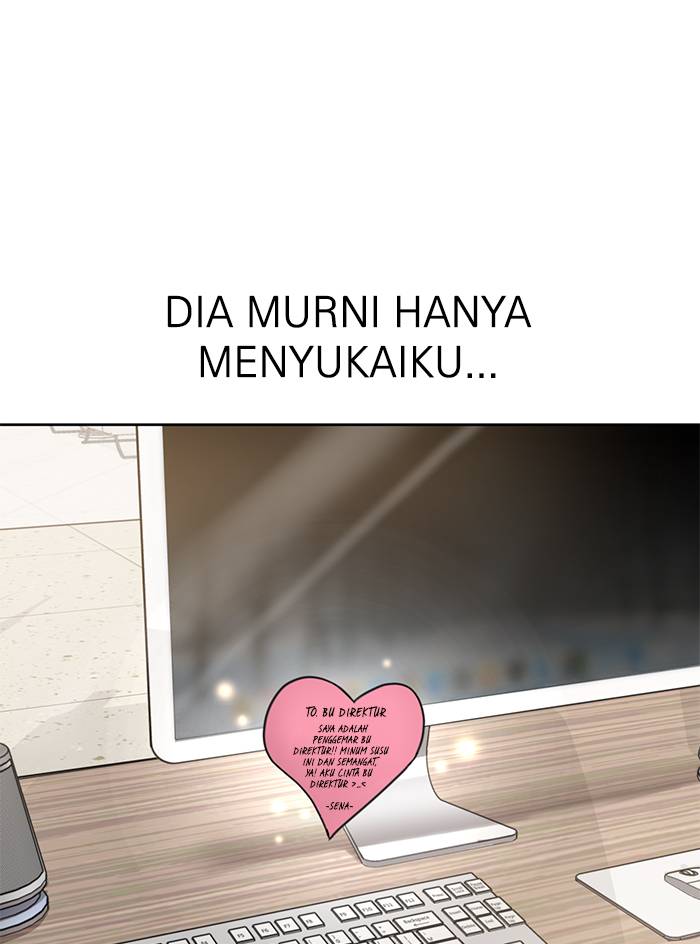 DIA MURNI HANYA
MENYUKAIKU...
TO. BU DIREKTUR
SAYA ADALAH
PENGGEMAR BU
DIREKTUR!! MINUM SUSU
INI DAN SEMANGAT,
YA! AKU CINTA BU
DIREKTUR >_<
-SENA-